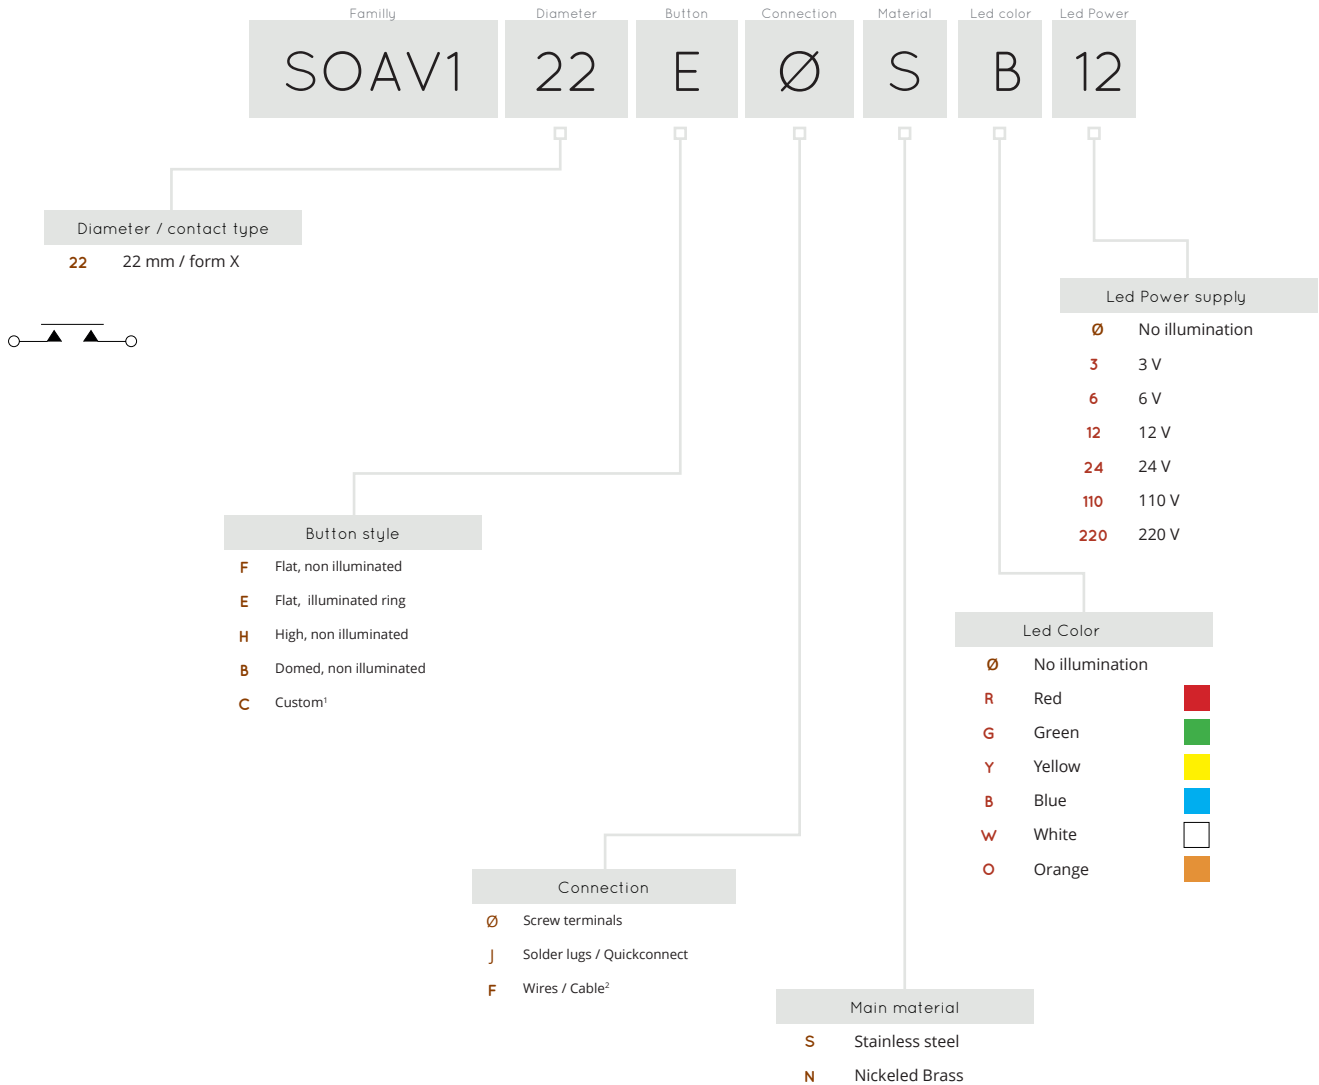 Familly Diameter Button Connection Material Led color Led Power
SOAV1 22 E Ø S B 12
Diameter / contact type
22 22 mm / form X
Led Power supply
Ø No illumination
3 3 V
6 6 V
12 12 V
24 24 V
110 110 V
220 220 V
Button style
F Flat, non illuminated
E Flat, illuminated ring
H High, non illuminated
B Domed, non illuminated
C Custom¹
Led Color
Ø No illumination
R Red
G Green
Y Yellow
B Blue
W White
O Orange
Connection
Ø Screw terminals
J Solder lugs / Quickconnect
F Wires / Cable²
Main material
S Stainless steel
N Nickeled Brass